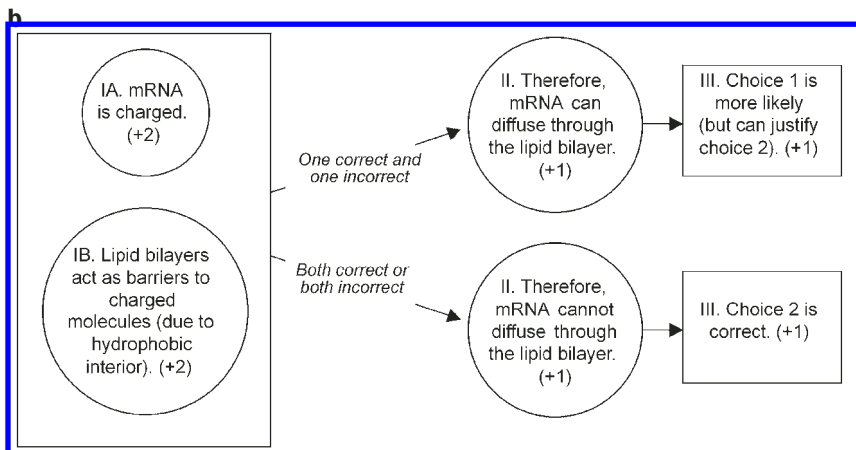 b
IA. mRNA
is charged.
(+2)
IB. Lipid bilayers
act as barriers to
charged
molecules (due to
hydrophobic
interior). (+2)
One correct and
one incorrect
Both correct or
both incorrect
II. Therefore,
mRNA can
diffuse through
the lipid bilayer.
(+1)
III. Choice 1 is
more likely
(but can justify
choice 2). (+1)
II. Therefore,
mRNA cannot
diffuse through
the lipid bilayer.
(+1)
III. Choice 2 is
correct. (+1)